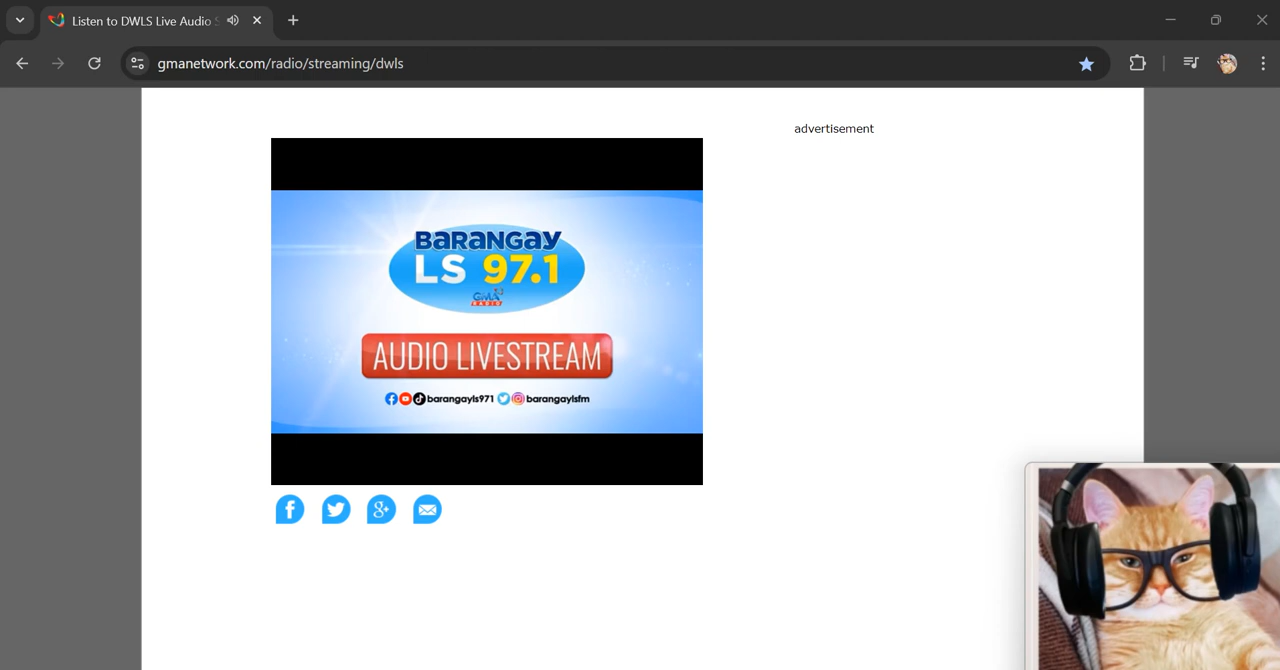 Listen to DWLS Live Audio S
gmanetwork.com/radio/streaming/dwls
advertisement
BARANGAY
LS 97.1
GMA
RADIO
AUDIO LIVESTREAM
barangayls971 barangaylsfm